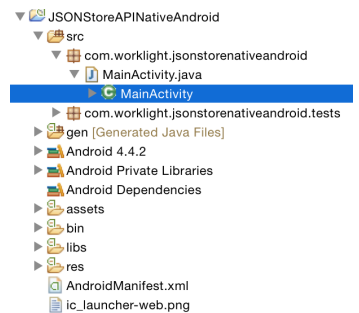 JSONStoreAPINativeAndroid
src
com.worklight.jsonstorenativeandroid
MainActivity.java
MainActivity
com.worklight.jsonstorenativeandroid.tests
gen [Generated Java Files]
Android 4.4.2
Android Private Libraries
Android Dependencies
assets
bin
libs
res
AndroidManifest.xml
ic_launcher-web.png